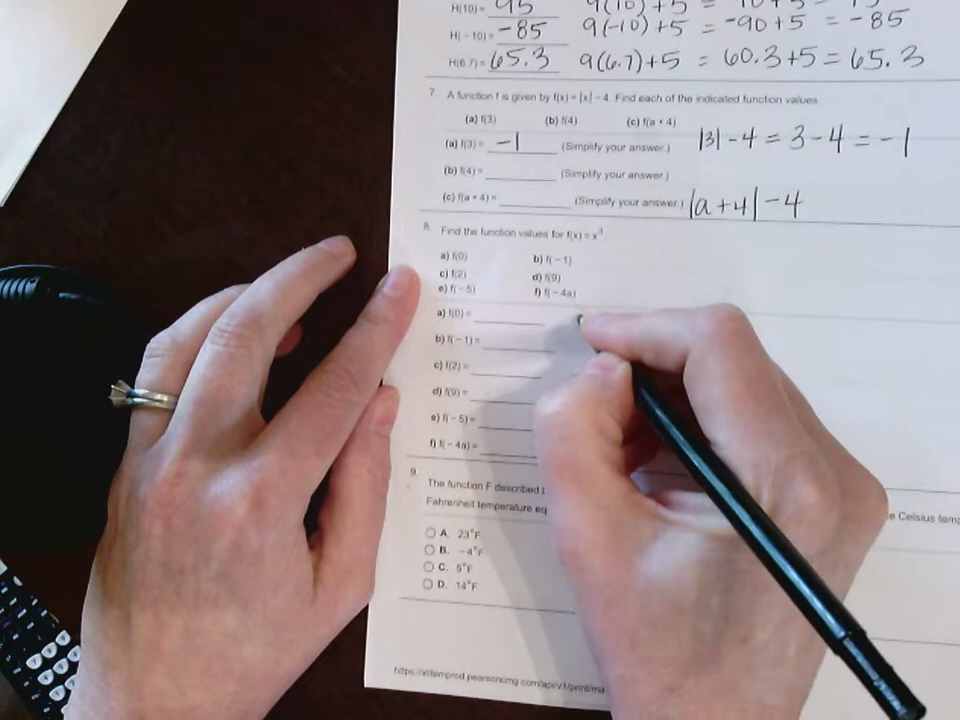 H(10) = 95 9(10)+5 =
H(-10) = -85 9(-10)+5 = -90+5 = -85
H(6.7) = 65.3 9(6.7)+5 = 60.3+5 = 65.3
7. A function f is given by f(x) = |x| - 4. Find each of the indicated function values.
(a) f(3) (b) f(4) (c) f(a + 4)
(a) f(3) = -1 (Simplify your answer.) |3|-4 = 3-4 = -1
(b) f(4) = (Simplify your answer.)
(c) f(a + 4) = (Simplify your answer.) |a+4|-4
8. Find the function values for f(x) = x³.
a) f(0) b) f(-1)
c) f(2) d) f(9)
e) f(-5) f) f(-4a)
a) f(0) =
b) f(-1) =
c) f(2) =
d) f(9) =
e) f(-5) =
f) f(-4a) =
9. The function F described
Fahrenheit temperature eq e Celsius temp
A. 23°F
B. -4°F
C. 5°F
D. 14°F